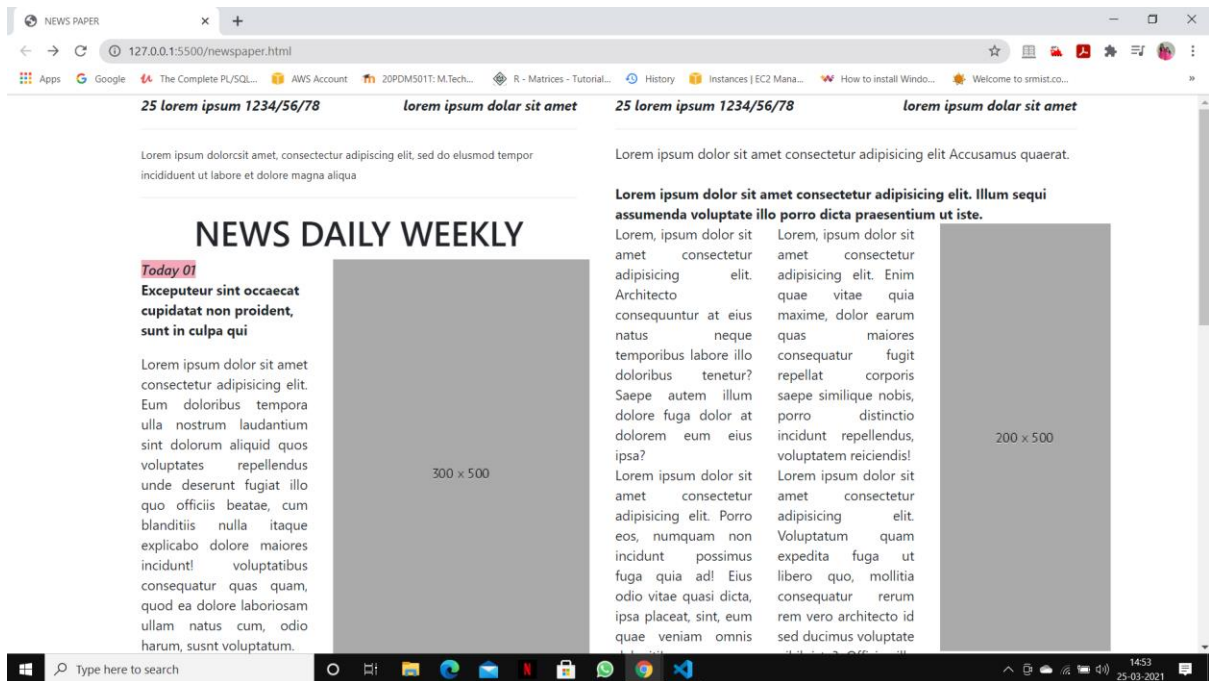 NEWS PAPER
127.0.0.1:5500/newspaper.html
Apps
Google
The Complete PL/SQL...
AWS Account
20PDM501T: M.Tech...
R - Matrices - Tutorial...
History
Instances | EC2 Mana...
How to install Windo...
Welcome to srmist.co...
»
25 lorem ipsum 1234/56/78
lorem ipsum dolar sit amet
Lorem ipsum dolorcsit amet, consectectur adipiscing elit, sed do elusmod tempor
incididuent ut labore et dolore magna aliqua
NEWS DAILY WEEKLY
Today 01
Exceputeur sint occaecat
cupidatat non proident,
sunt in culpa qui
Lorem ipsum dolor sit amet
consectetur adipisicing elit.
Eum doloribus tempora
ulla nostrum laudantium
sint dolorum aliquid quos
voluptates repellendus
unde deserunt fugiat illo
quo officiis beatae, cum
blanditiis nulla itaque
explicabo dolore maiores
incidunt! voluptatibus
consequatur quas quam,
quod ea dolore laboriosam
ullam natus cum, odio
harum, susnt voluptatum.
300 × 500
25 lorem ipsum 1234/56/78
lorem ipsum dolar sit amet
Lorem ipsum dolor sit amet consectetur adipisicing elit Accusamus quaerat.
Lorem ipsum dolor sit amet consectetur adipisicing elit. Illum sequi
assumenda voluptate illo porro dicta praesentium ut iste.
Lorem, ipsum dolor sit
amet consectetur
adipisicing elit.
Architecto
consequuntur at eius
natus neque
temporibus labore illo
doloribus tenetur?
Saepe autem illum
dolore fuga dolor at
dolorem eum eius
ipsa?
Lorem ipsum dolor sit
amet consectetur
adipisicing elit. Porro
eos, numquam non
incidunt possimus
fuga quia ad! Eius
odio vitae quasi dicta,
ipsa placeat, sint, eum
quae veniam omnis
Lorem, ipsum dolor sit
amet consectetur
adipisicing elit. Enim
quae vitae quia
maxime, dolor earum
quas maiores
consequatur fugit
repellat corporis
saepe similique nobis,
porro distinctio
incidunt repellendus,
voluptatem reiciendis!
Lorem ipsum dolor sit
amet consectetur
adipisicing elit.
Voluptatum quam
expedita fuga ut
libero quo, mollitia
consequatur rerum
rem vero architecto id
sed ducimus voluptate
200 × 500
Type here to search
14:53
25-03-2021